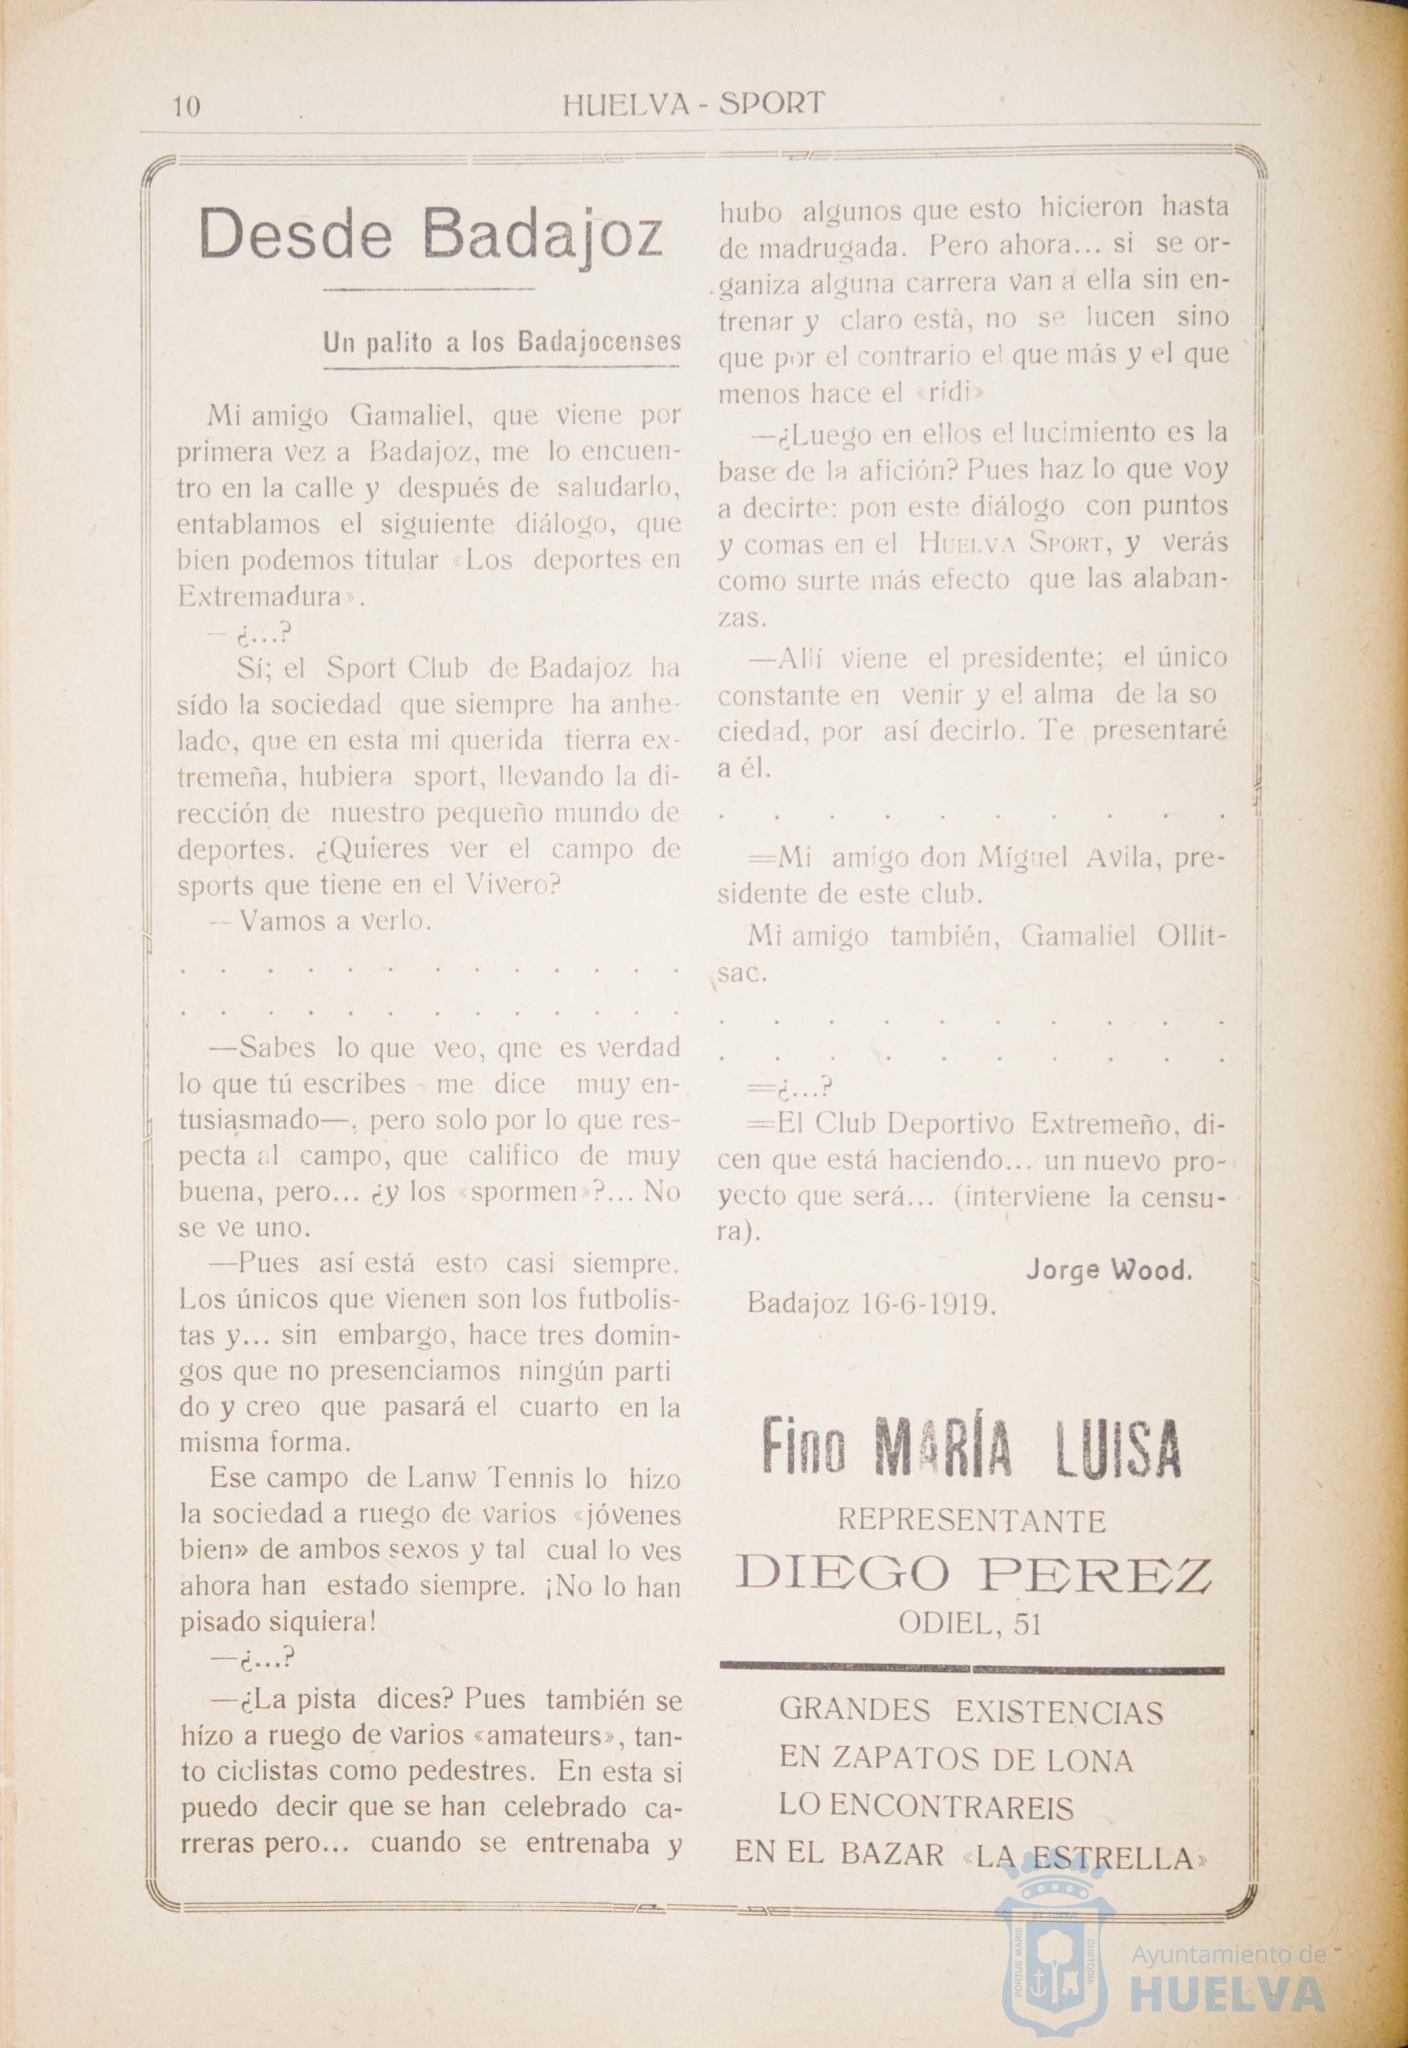 10
HUELVA - SPORT
Desde Badajoz
Un palito a los Badajocenses
Mi amigo Gamaliel, que viene por
primera vez a Badajoz, me lo encuen-
tro en la calle y después de saludarlo,
entablamos el siguiente diálogo, que
bien podemos titular «Los deportes en
Extremadura».
— ¿...?
Sí; el Sport Club de Badajoz ha
sído la sociedad que siempre ha anhe-
lado, que en esta mi querida tierra ex-
tremeña, hubiera sport, llevando la di-
rección de nuestro pequeño mundo de
deportes. ¿Quieres ver el campo de
sports que tiene en el Vivero?
-- Vamos a verlo.
. . . . . . . . . . . . .
. . . . . . . . . . . . .
—Sabes lo que veo, qne es verdad
lo que tú escribes - me dice muy en-
tusiasmado—, pero solo por lo que res-
pecta al campo, que califico de muy
buena, pero... ¿y los «spormen»?... No
se ve uno.
—Pues así está esto casi siempre.
Los únicos que vienen son los futbolis-
tas y... sin embargo, hace tres domin-
gos que no presenciamos ningún parti
do y creo que pasará el cuarto en la
misma forma.
Ese campo de Lanw Tennis lo hizo
la sociedad a ruego de varios «jóvenes
bien» de ambos sexos y tal cual lo ves
ahora han estado siempre. ¡No lo han
pisado siquiera!
—¿...?
—¿La pista dices? Pues también se
hízo a ruego de varios «amateurs», tan-
to ciclistas como pedestres. En esta si
puedo decir que se han celebrado ca-
rreras pero... cuando se entrenaba y
hubo algunos que esto hicieron hasta
de madrugada. Pero ahora... si se or-
ganiza alguna carrera van a ella sin en-
trenar y claro està, no se lucen sino
que por el contrario el que más y el que
menos hace el «ridi»
—¿Luego en ellos el lucimiento es la
base de la afición? Pues haz lo que voy
a decirte: pon este diálogo con puntos
y comas en el HUELVA SPORT, y verás
como surte más efecto que las alaban-
zas.
—Allí viene el presidente; el único
constante en venir y el alma de la so
ciedad, por así decirlo. Te presentaré
a él.
. . . . . . . . . .
=Mi amigo don Míguel Avila, pre-
sidente de este club.
Mi amigo también, Gamaliel Ollit-
sac.
. . . . . . . . . .
. . . . . . . . . .
=¿...?
=El Club Deportivo Extremeño, di-
cen que está haciendo... un nuevo pro-
yecto que será... (interviene la censu-
ra).
Jorge Wood.
Badajoz 16-6-1919.
Fino MARÍA LUISA
REPRESENTANTE
DIEGO PEREZ
ODIEL, 51
GRANDES EXISTENCIAS
EN ZAPATOS DE LONA
LO ENCONTRAREIS
EN EL BAZAR «LA ESTRELLA»
PORTUS MARIS
CUSTODIA
Ayuntamiento de
HUELVA